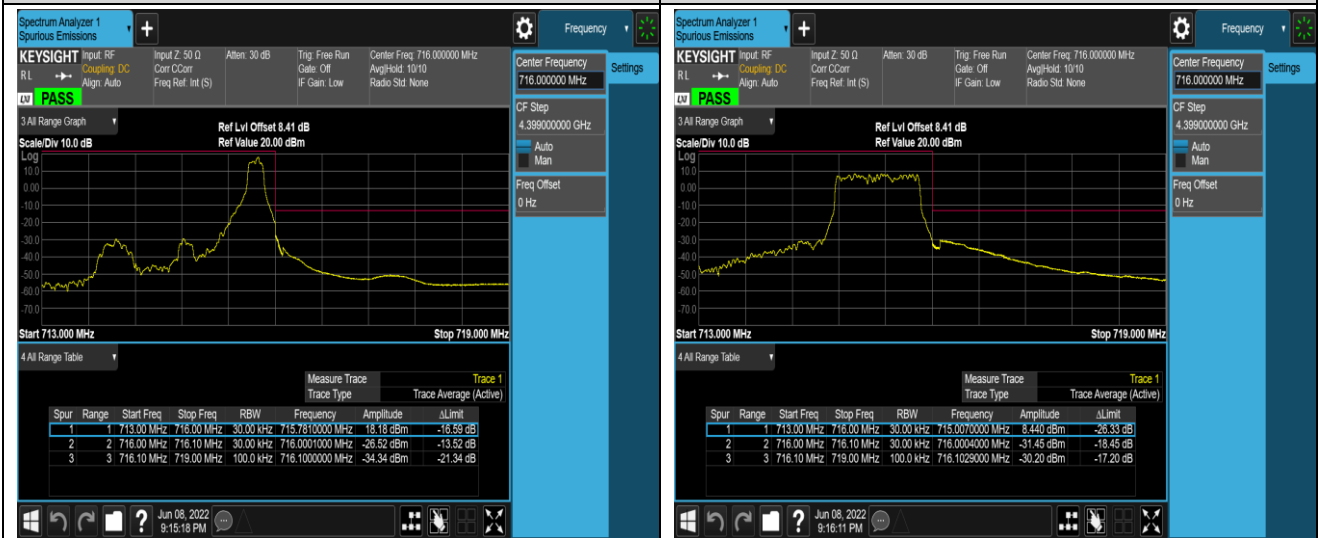 Spectrum Analyzer 1
Spurious Emissions
+
Frequency
KEYSIGHT
Input: RF
Input Z: 50 Ω
Atten: 30 dB
Trig: Free Run
Center Freq: 716.000000 MHz
R L
Coupling: DC
Corr CCorr
Gate: Off
Avg|Hold: 10/10
Align: Auto
Freq Ref: Int (S)
IF Gain: Low
Radio Std: None
LXI
PASS
Center Frequency
716.000000 MHz
Settings
CF Step
4.399000000 GHz
Auto
Man
Freq Offset
0 Hz
3 All Range Graph
Ref Lvl Offset 8.41 dB
Scale/Div 10.0 dB
Ref Value 20.00 dBm
Log
10.0
0.00
-10.0
-20.0
-30.0
-40.0
-50.0
-60.0
-70.0
Start 713.000 MHz
Stop 719.000 MHz
4 All Range Table
Measure Trace Trace 1
Trace Type Trace Average (Active)
Spur Range Start Freq Stop Freq RBW Frequency Amplitude ΔLimit
1 1 713.00 MHz 716.00 MHz 30.00 kHz 715.7810000 MHz 18.18 dBm -16.59 dB
2 2 716.00 MHz 716.10 MHz 30.00 kHz 716.0001000 MHz -26.52 dBm -13.52 dB
3 3 716.10 MHz 719.00 MHz 100.0 kHz 716.1000000 MHz -34.34 dBm -21.34 dB
?
Jun 08, 2022
9:15:18 PM
Spectrum Analyzer 1
Spurious Emissions
+
Frequency
KEYSIGHT
Input: RF
Input Z: 50 Ω
Atten: 30 dB
Trig: Free Run
Center Freq: 716.000000 MHz
R L
Coupling: DC
Corr CCorr
Gate: Off
Avg|Hold: 10/10
Align: Auto
Freq Ref: Int (S)
IF Gain: Low
Radio Std: None
LXI
PASS
Center Frequency
716.000000 MHz
Settings
CF Step
4.399000000 GHz
Auto
Man
Freq Offset
0 Hz
3 All Range Graph
Ref Lvl Offset 8.41 dB
Scale/Div 10.0 dB
Ref Value 20.00 dBm
Log
10.0
0.00
-10.0
-20.0
-30.0
-40.0
-50.0
-60.0
-70.0
Start 713.000 MHz
Stop 719.000 MHz
4 All Range Table
Measure Trace Trace 1
Trace Type Trace Average (Active)
Spur Range Start Freq Stop Freq RBW Frequency Amplitude ΔLimit
1 1 713.00 MHz 716.00 MHz 30.00 kHz 715.0070000 MHz 8.440 dBm -26.33 dB
2 2 716.00 MHz 716.10 MHz 30.00 kHz 716.0004000 MHz -31.45 dBm -18.45 dB
3 3 716.10 MHz 719.00 MHz 100.0 kHz 716.1029000 MHz -30.20 dBm -17.20 dB
?
Jun 08, 2022
9:16:11 PM